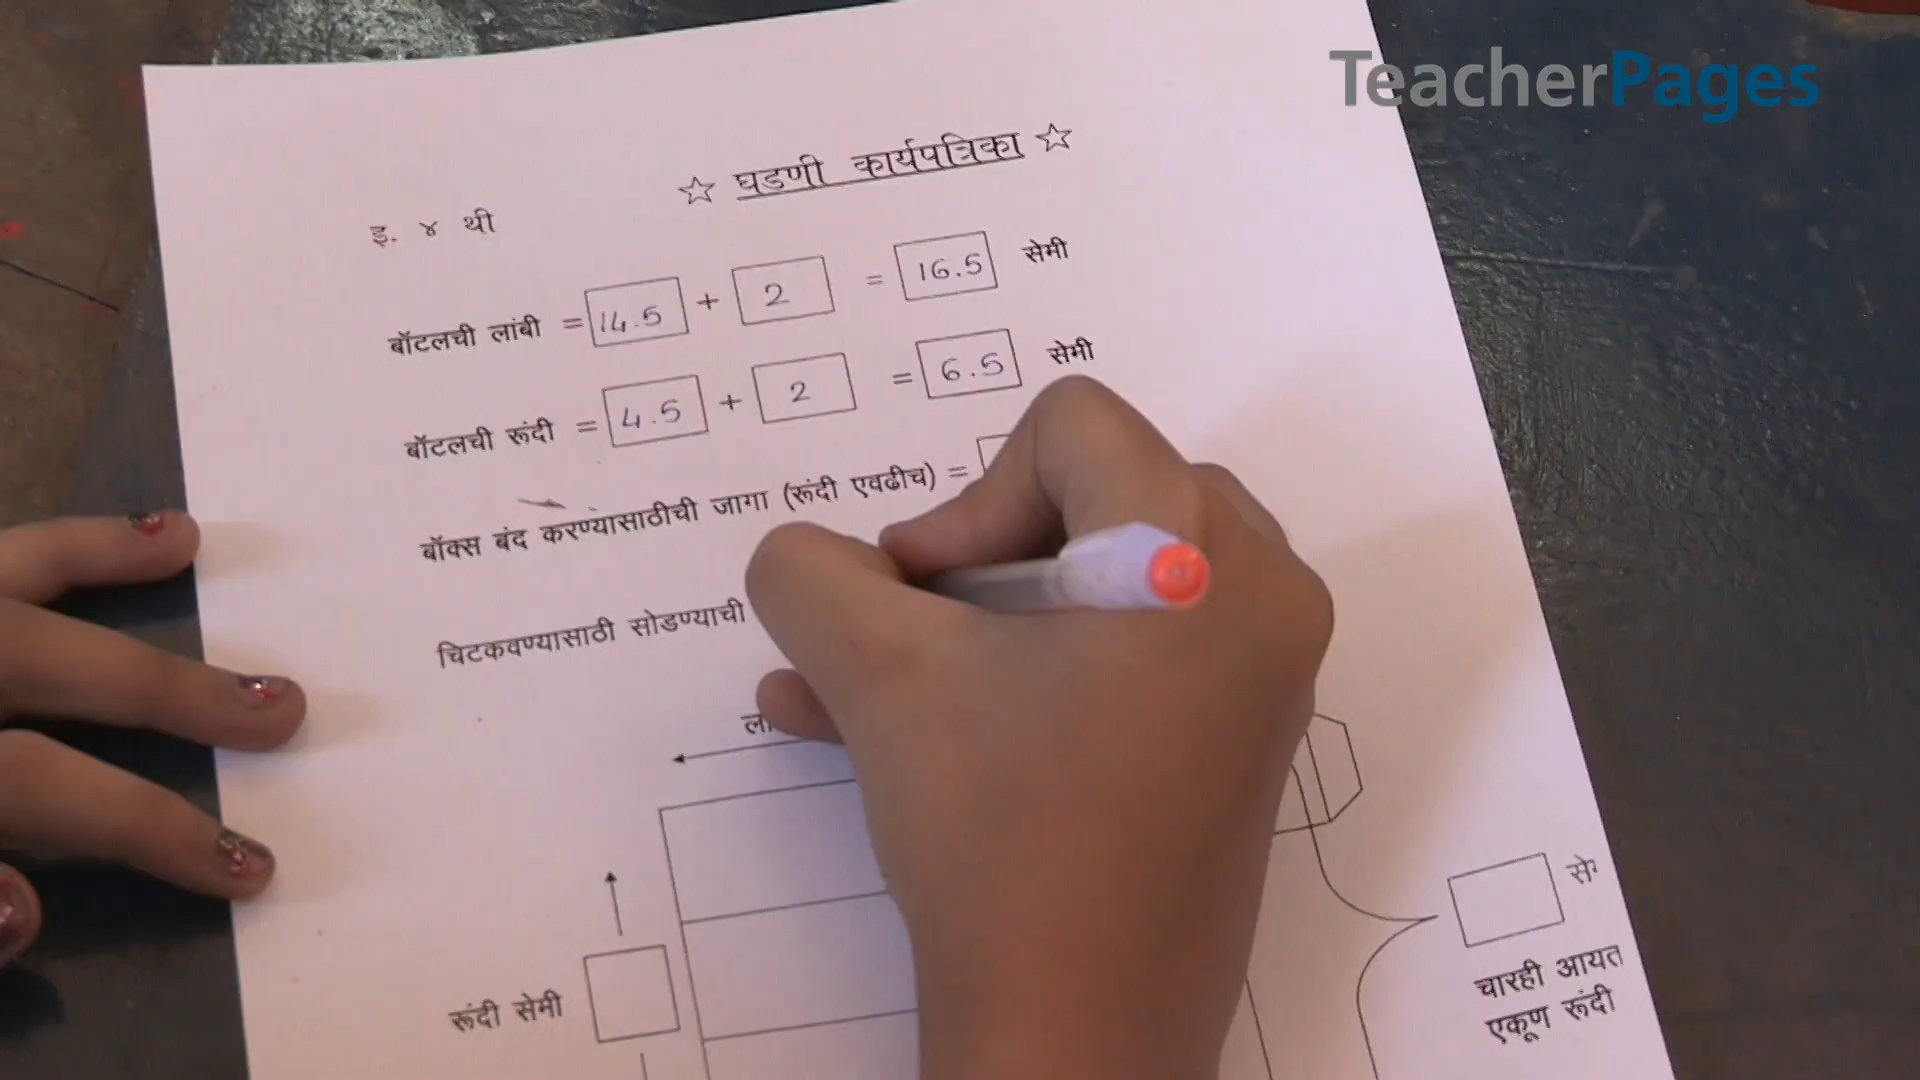 TeacherPages
☆ घडणी कार्यपत्रिका ☆
इ. ४ थी
बॉटलची लांबी = 14.5 + 2 = 16.5 सेमी
बॉटलची रूंदी = 4.5 + 2 = 6.5 सेमी
बॉक्स बंद करण्यासाठीची जागा (रूंदी एवढीच) =
चिटकवण्यासाठी सोडण्याची
रूंदी सेमी
चारही आयत
एकूण रूंदी